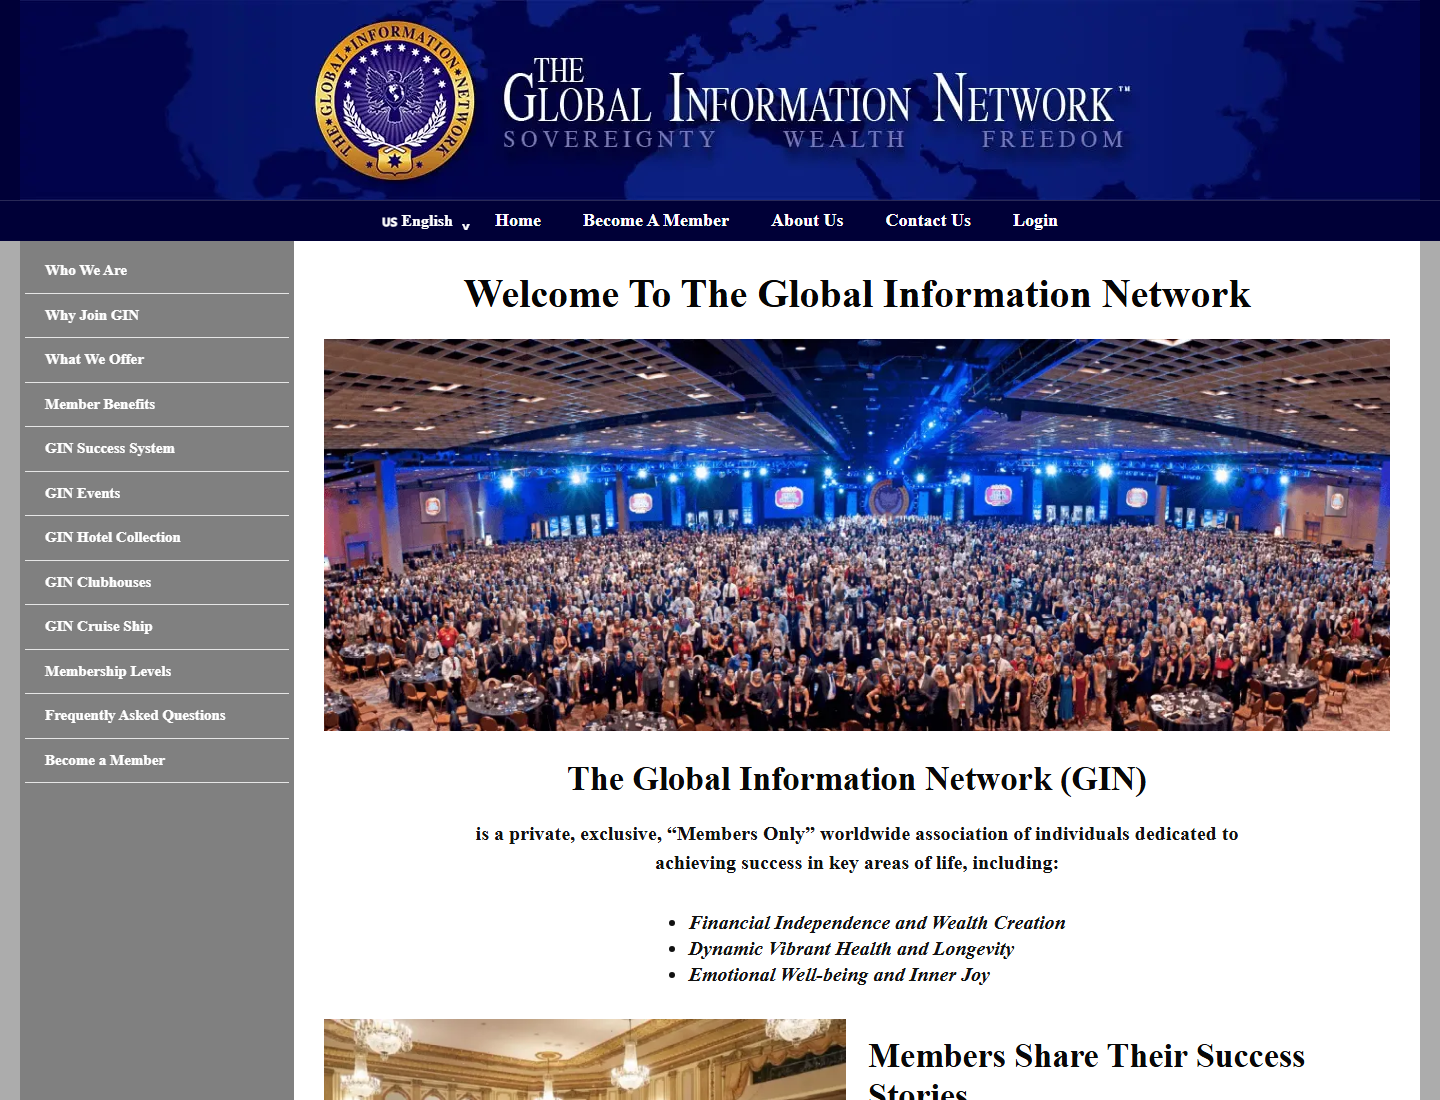 THE GLOBAL INFORMATION NETWORK
THE
GLOBAL INFORMATION NETWORK™
SOVEREIGNTY WEALTH FREEDOM
US English v
Home
Become A Member
About Us
Contact Us
Login
Who We Are
Why Join GIN
What We Offer
Member Benefits
GIN Success System
GIN Events
GIN Hotel Collection
GIN Clubhouses
GIN Cruise Ship
Membership Levels
Frequently Asked Questions
Become a Member
Welcome To The Global Information Network
The Global Information Network (GIN)
is a private, exclusive, “Members Only” worldwide association of individuals dedicated to
achieving success in key areas of life, including:
• Financial Independence and Wealth Creation
• Dynamic Vibrant Health and Longevity
• Emotional Well-being and Inner Joy
Members Share Their Success
Stories